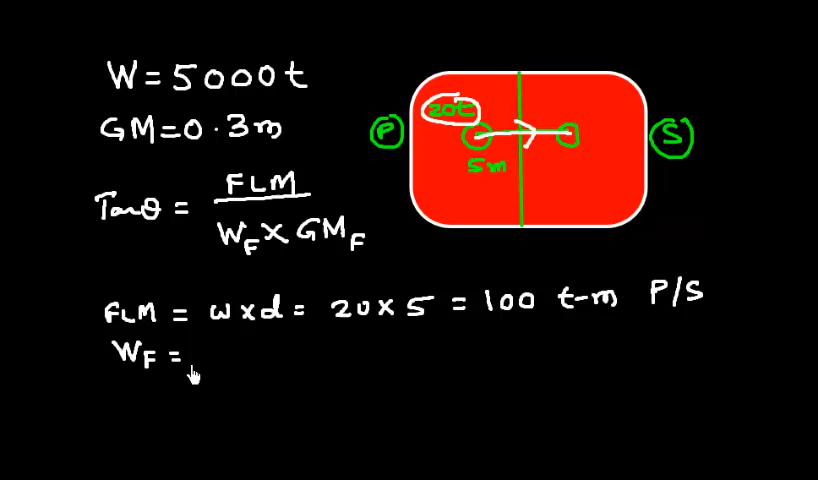 W = 5000t
GM = 0.3m
P
20t
S
5m
Tanθ = FLM
W_F × GM_F
FLM = w × d = 20 × 5 = 100 t-m P/S
W_F =